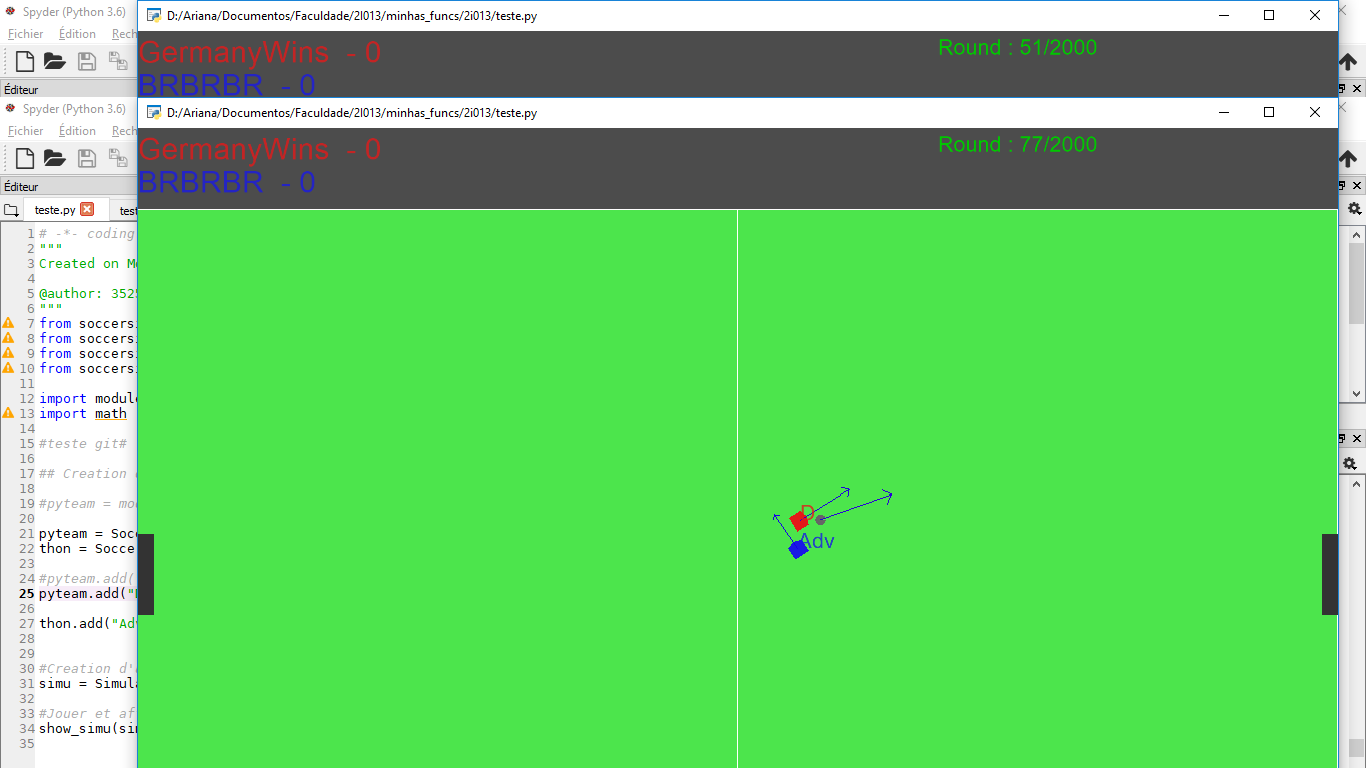 Spyder (Python 3.6)
D:/Ariana/Documentos/Faculdade/2I013/minhas_funcs/2i013/teste.py
Fichier Édition Rech
GermanyWins - 0
Round : 51/2000
BRBRBR - 0
Éditeur
Spyder (Python 3.6)
D:/Ariana/Documentos/Faculdade/2I013/minhas_funcs/2i013/teste.py
Fichier Édition Rech
GermanyWins - 0
Round : 77/2000
BRBRBR - 0
Éditeur
teste.py test
1 # -*- coding
2 """
3 Created on M
4
5 @author: 352
6 """
7 from soccers
8 from soccers
9 from soccers
10 from soccers
11
12 import modul
13 import math
14
15 #teste git#
16
17 ## Creation
18
19 #pyteam = mo
20
21 pyteam = Socc
22 thon = Socce
23
24 #pyteam.add(
25 pyteam.add("
26
27 thon.add("Ad
28
29
30 #Creation d'
31 simu = Simul
32
33 #Jouer et af
34 show_simu(si
35
D
Adv